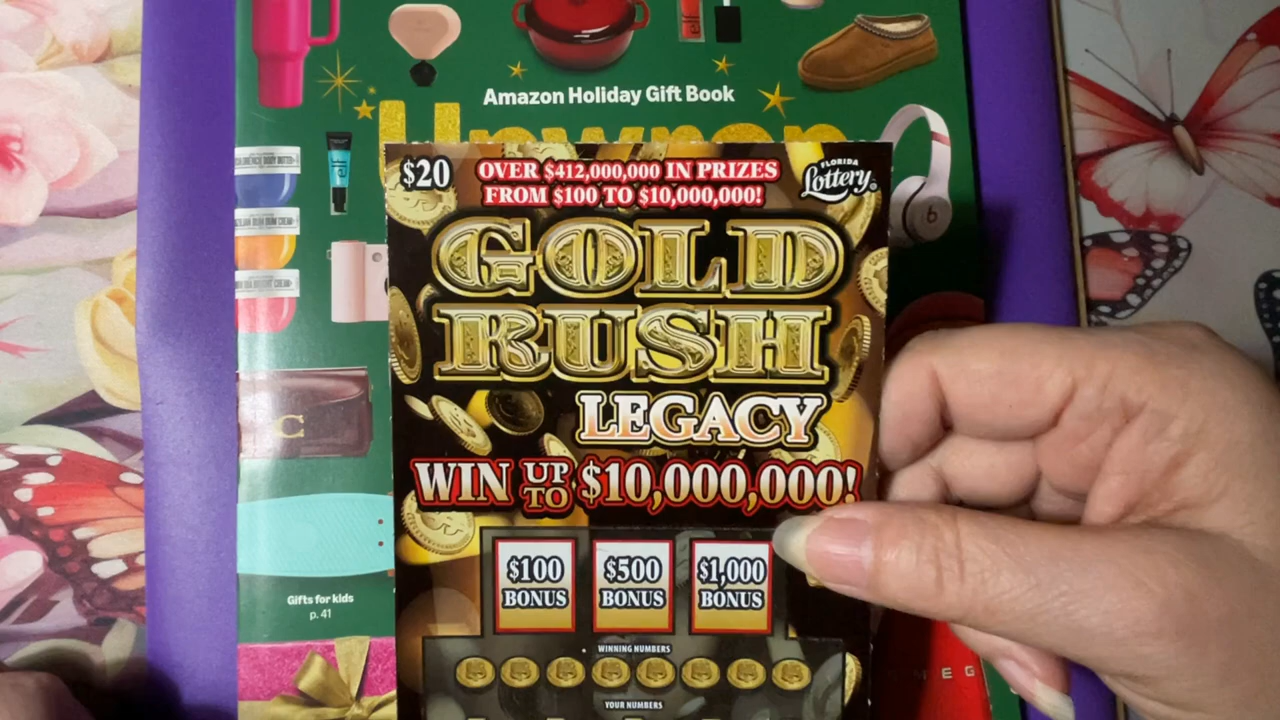 Amazon Holiday Gift Book
$20
OVER $412,000,000 IN PRIZES
FROM $100 TO $10,000,000!
FLORIDA
Lottery
GOLD
RUSH
LEGACY
WIN UP TO $10,000,000!
$100
BONUS
$500
BONUS
$1,000
BONUS
WINNING NUMBERS
YOUR NUMBERS
Gifts for kids
p. 41